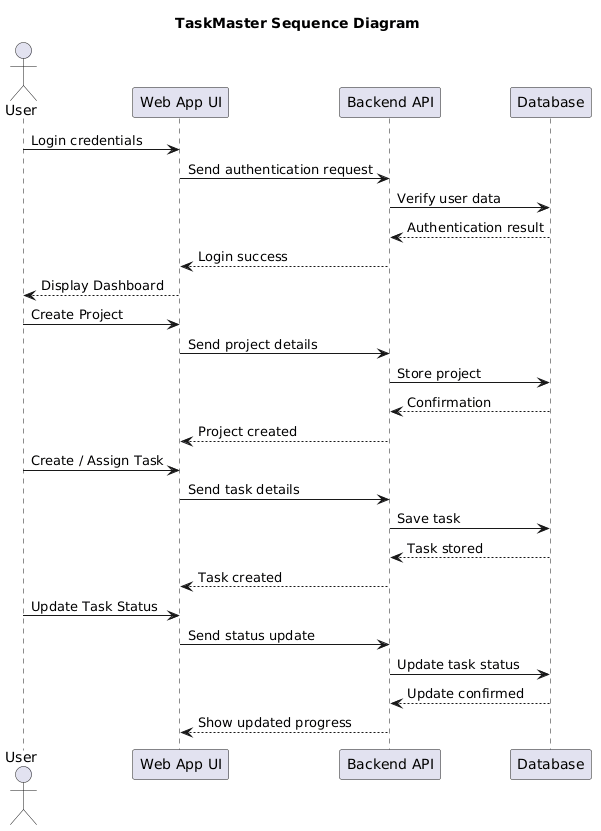 TaskMaster Sequence Diagram
User
Web App UI
Backend API
Database
Login credentials
Send authentication request
Verify user data
Authentication result
Login success
Display Dashboard
Create Project
Send project details
Store project
Confirmation
Project created
Create / Assign Task
Send task details
Save task
Task stored
Task created
Update Task Status
Send status update
Update task status
Update confirmed
Show updated progress
User
Web App UI
Backend API
Database